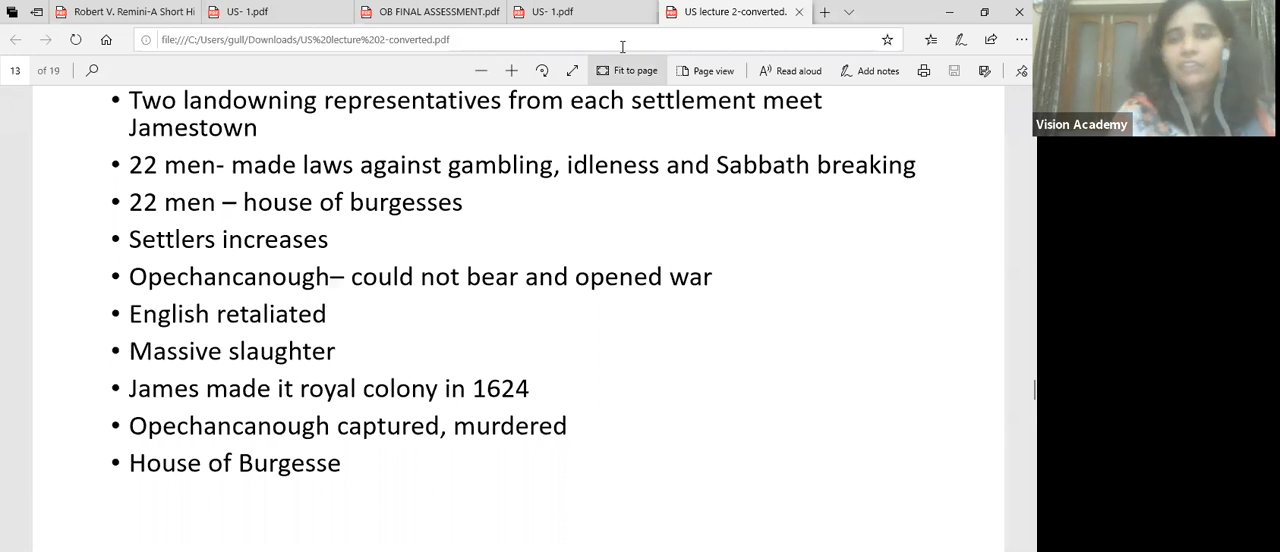 Robert V. Remini-A Short Hi
US- 1.pdf
OB FINAL ASSESSMENT.pdf
US- 1.pdf
US lecture 2-converted.
file:///C:/Users/gull/Downloads/US%20lecture%202-converted.pdf
13 of 19
Fit to page
Page view
Read aloud
Add notes
Vision Academy
• Two landowning representatives from each settlement meet
Jamestown
• 22 men- made laws against gambling, idleness and Sabbath breaking
• 22 men – house of burgesses
• Settlers increases
• Opechancanough– could not bear and opened war
• English retaliated
• Massive slaughter
• James made it royal colony in 1624
• Opechancanough captured, murdered
• House of Burgesse